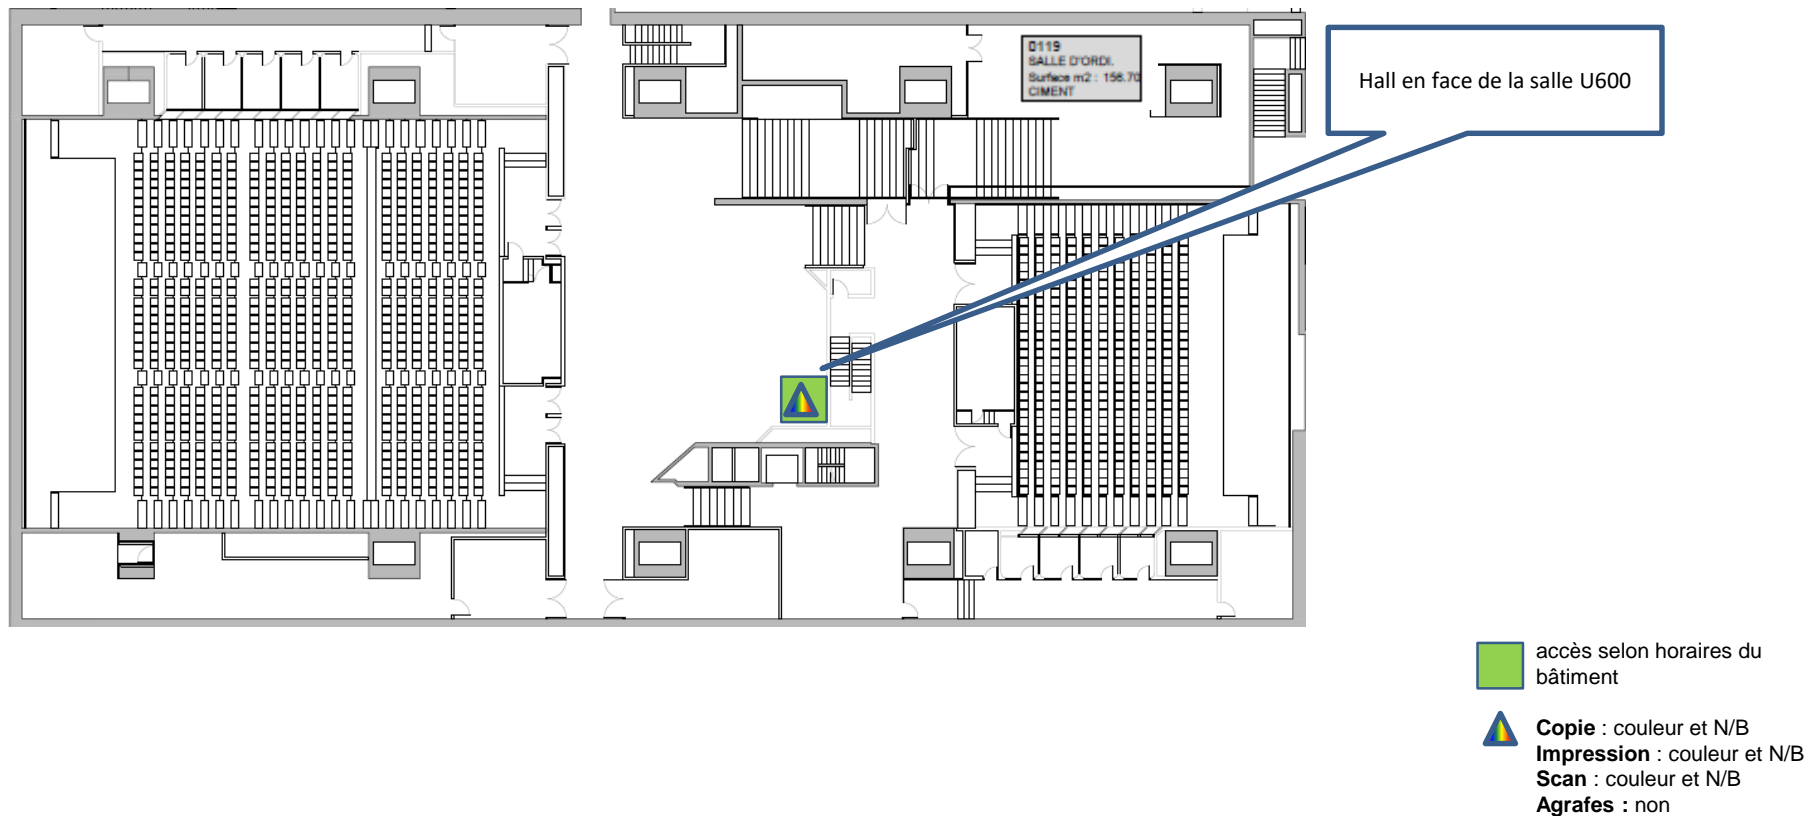 0119
SALLE D'ORDI.
Surface m2 : 156.70
CIMENT
Hall en face de la salle U600
accès selon horaires du
bâtiment
Copie : couleur et N/B
Impression : couleur et N/B
Scan : couleur et N/B
Agrafes : non